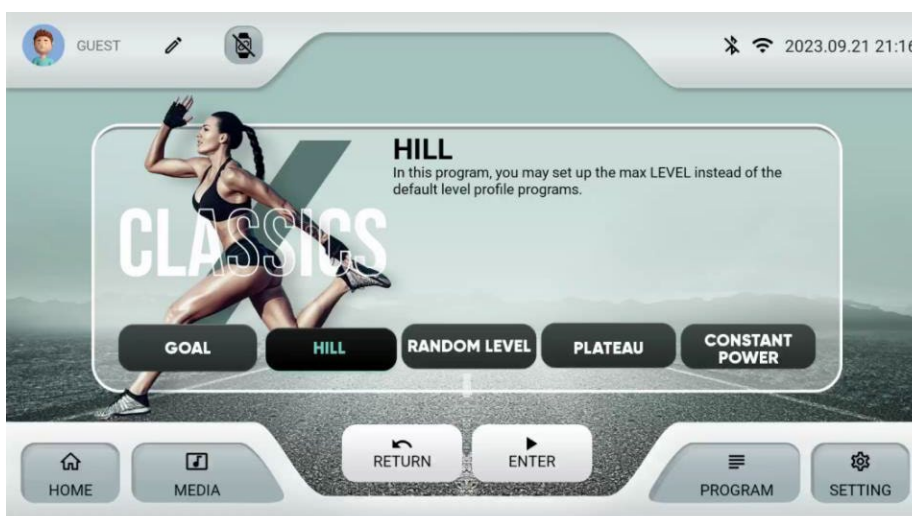 GUEST
2023.09.21 21:16
HILL
In this program, you may set up the max LEVEL instead of the
default level profile programs.
CLASSICS
GOAL
HILL
RANDOM LEVEL
PLATEAU
CONSTANT
POWER
RETURN
ENTER
HOME
MEDIA
PROGRAM
SETTING